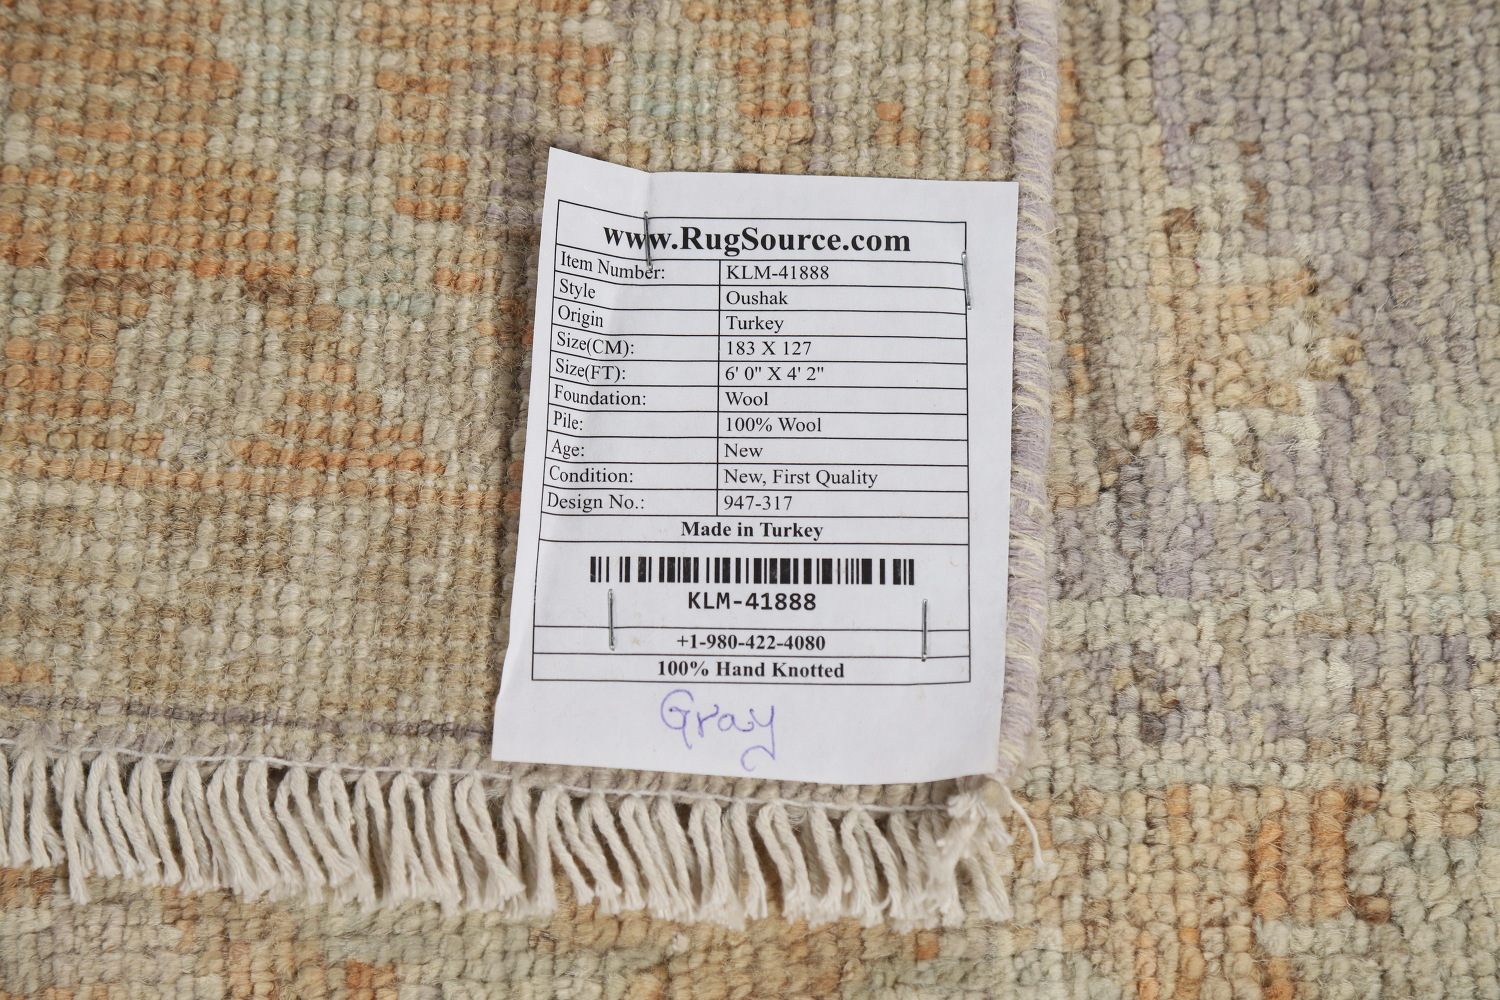 www.RugSource.com
Item Number: KLM-41888
Style Oushak
Origin Turkey
Size(CM): 183 X 127
Size(FT): 6' 0" X 4' 2"
Foundation: Wool
Pile: 100% Wool
Age: New
Condition: New, First Quality
Design No.: 947-317
Made in Turkey
KLM-41888
+1-980-422-4080
100% Hand Knotted
Gray